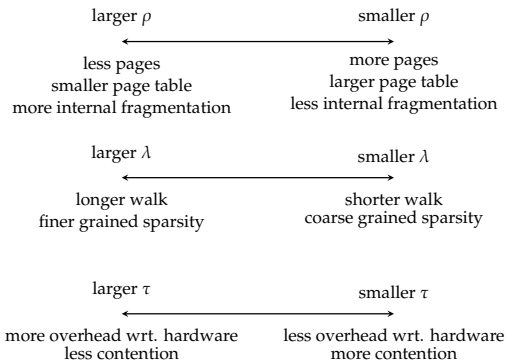 larger ρ
smaller ρ
less pages
smaller page table
more internal fragmentation
more pages
larger page table
less internal fragmentation
larger λ
smaller λ
longer walk
finer grained sparsity
shorter walk
coarse grained sparsity
larger τ
smaller τ
more overhead wrt. hardware
less contention
less overhead wrt. hardware
more contention